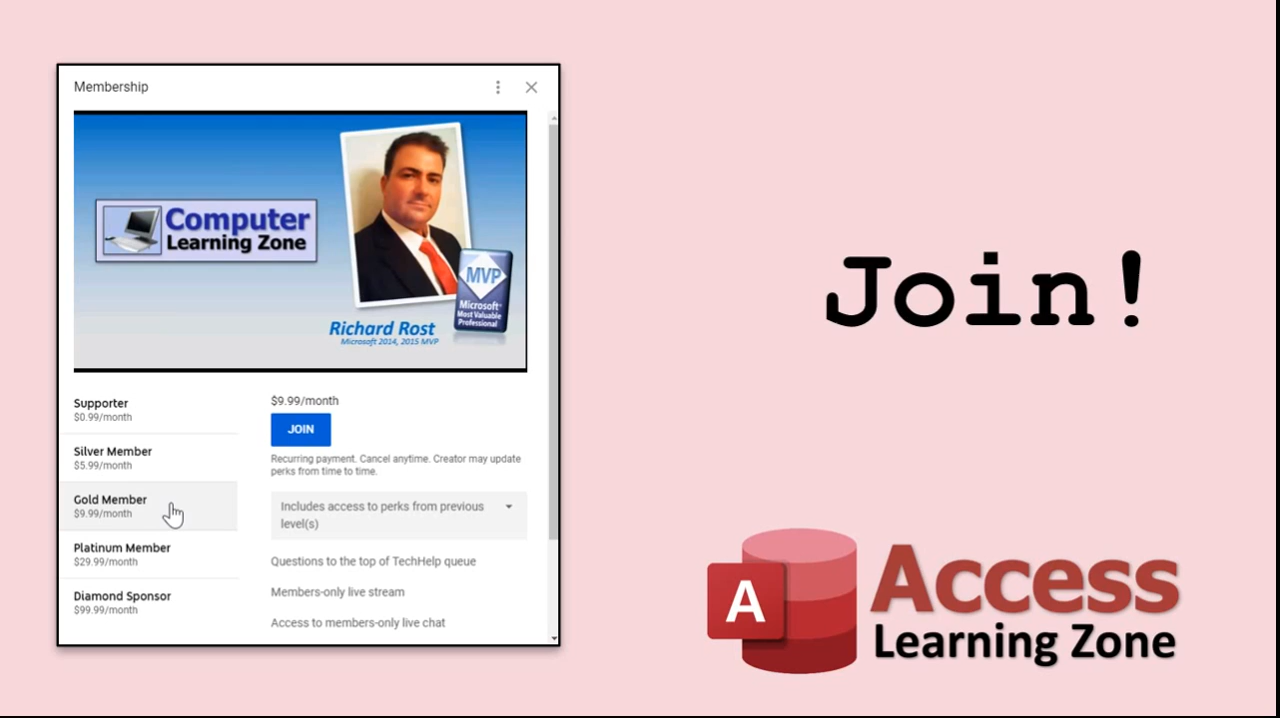 Membership
Computer
Learning Zone
MVP
Microsoft®
Most Valuable
Professional
Richard Rost
Microsoft 2014, 2015 MVP
Supporter
$0.99/month
Silver Member
$5.99/month
Gold Member
$9.99/month
Platinum Member
$29.99/month
Diamond Sponsor
$99.99/month
$9.99/month
JOIN
Recurring payment. Cancel anytime. Creator may update
perks from time to time.
Includes access to perks from previous
level(s)
Questions to the top of TechHelp queue
Members-only live stream
Access to members-only live chat
Join!
A
Access
Learning Zone